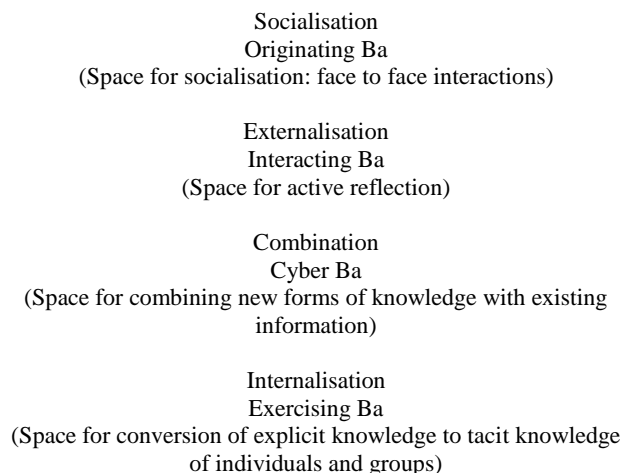 Socialisation
Originating Ba
(Space for socialisation: face to face interactions)
Externalisation
Interacting Ba
(Space for active reflection)
Combination
Cyber Ba
(Space for combining new forms of knowledge with existing
information)
Internalisation
Exercising Ba
(Space for conversion of explicit knowledge to tacit knowledge
of individuals and groups)